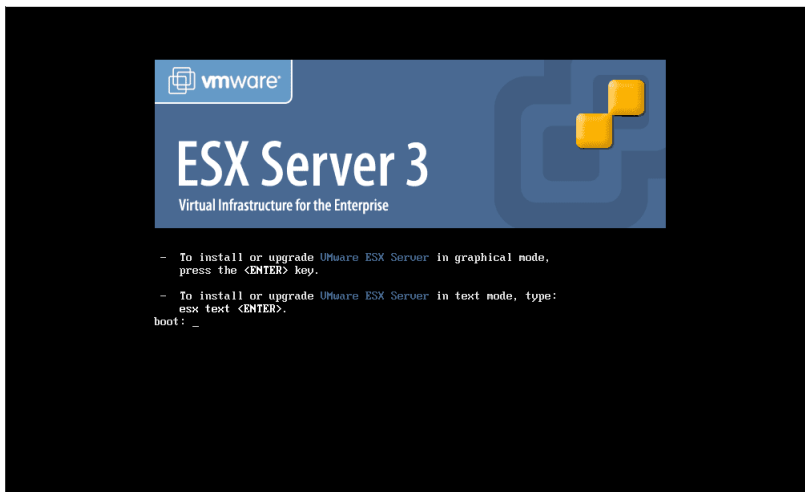 vmware
ESX Server 3
Virtual Infrastructure for the Enterprise
- To install or upgrade VMware ESX Server in graphical mode,
press the <ENTER> key.
- To install or upgrade VMware ESX Server in text mode, type:
esx text <ENTER>.
boot: _